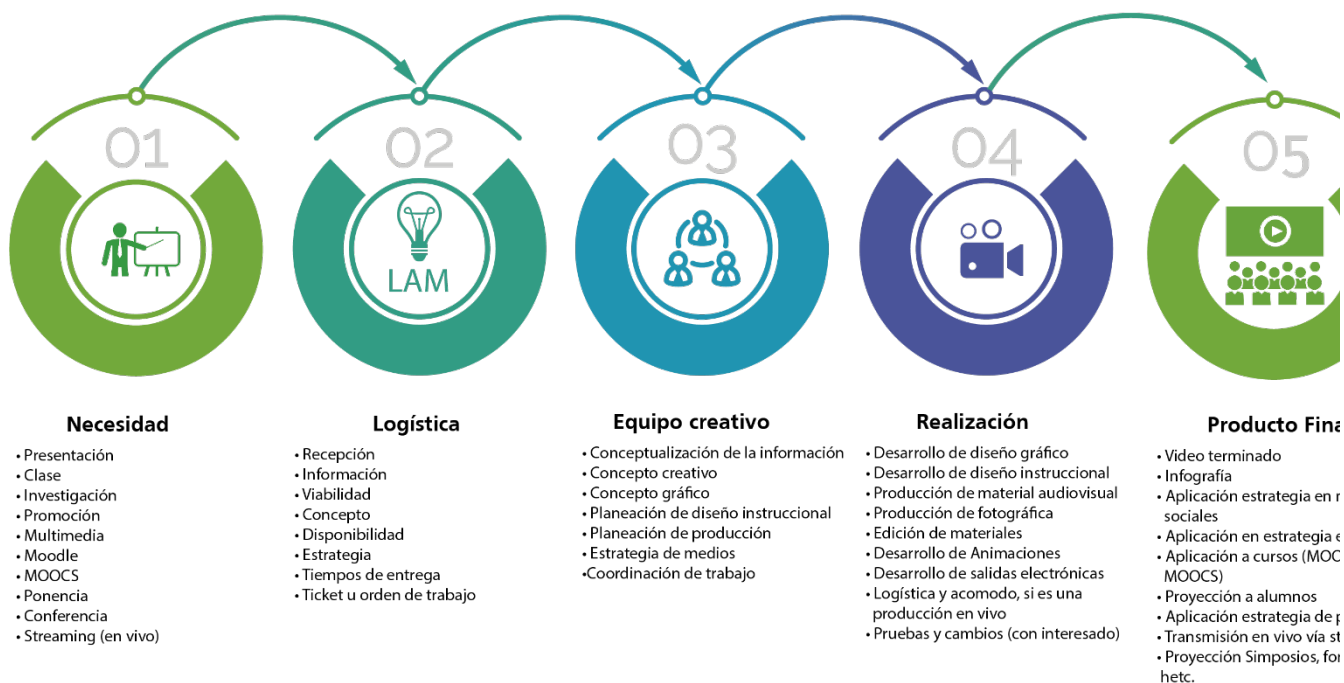 01
02
03
04
05
LAM
Necesidad
• Presentación
• Clase
• Investigación
• Promoción
• Multimedia
• Moodle
• MOOCS
• Ponencia
• Conferencia
• Streaming (en vivo)
Logística
• Recepción
• Información
• Viabilidad
• Concepto
• Disponibilidad
• Estrategia
• Tiempos de entrega
• Ticket u orden de trabajo
Equipo creativo
• Conceptualización de la información
• Concepto creativo
• Concepto gráfico
• Planeación de diseño instruccional
• Planeación de producción
• Estrategia de medios
•Coordinación de trabajo
Realización
• Desarrollo de diseño gráfico
• Desarrollo de diseño instruccional
• Producción de material audiovisual
• Producción de fotográfica
• Edición de materiales
• Desarrollo de Animaciones
• Desarrollo de salidas electrónicas
• Logística y acomodo, si es una
producción en vivo
• Pruebas y cambios (con interesado)
Producto
• Video terminado
• Infografía
• Aplicación estrategia en
sociales
• Aplicación en estrategia
• Aplicación a cursos
MOOCS)
• Proyección a alumnos
• Aplicación estrategia de
• Transmisión en vivo vía
• Proyección Simposios,
hetc.